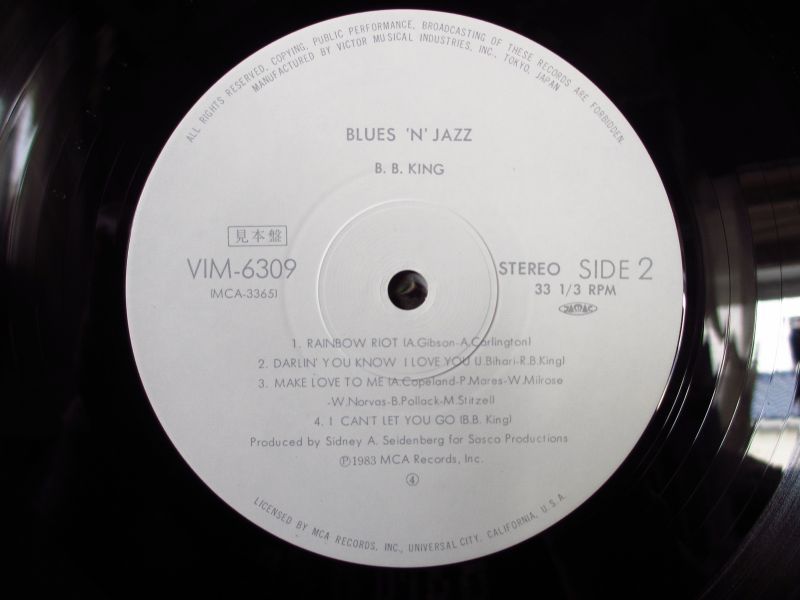 ALL RIGHTS RESERVED, COPYING, PUBLIC PERFORMANCE, BROADCASTING OF THESE RECORDS ARE FORBIDDEN.
MANUFACTURED BY VICTOR MUSICAL INDUSTRIES, INC., TOKYO, JAPAN
BLUES 'N' JAZZ
B. B. KING
見本盤
VIM-6309
(MCA-3365)
STEREO SIDE 2
33 1/3 RPM
JASRAC
1. RAINBOW RIOT (A.Gibson-A.Carlington)
2. DARLIN' YOU KNOW I LOVE YOU (J.Bihari-R.B.King)
3. MAKE LOVE TO ME (A.Copeland-P.Mares-W.Milrose
-W.Norvas-B.Pollack-M.Stitzell
4. I CAN'T LET YOU GO (B.B. King)
Produced by Sidney A. Seidenberg for Sasca Productions
Ⓟ1983 MCA Records, Inc.
④
LICENSED BY MCA RECORDS, INC., UNIVERSAL CITY, CALIFORNIA, U.S.A.